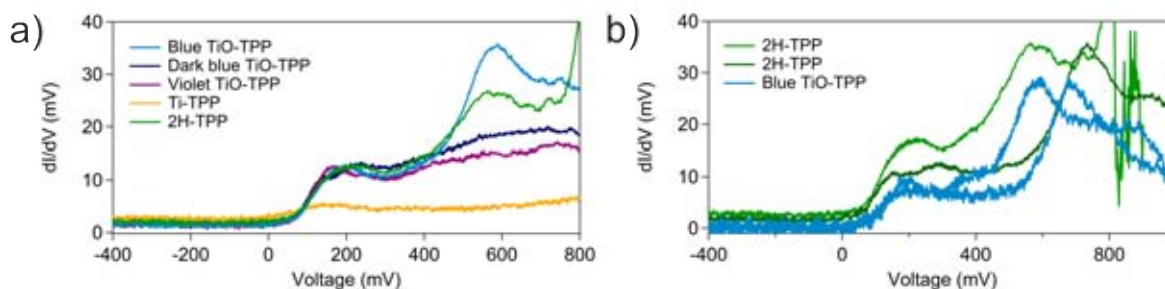 a)
40
30
20
10
0
dI/dV (mV)
Blue TiO-TPP
Dark blue TiO-TPP
Violet TiO-TPP
Ti-TPP
2H-TPP
-400 -200 0 200 400 600 800
Voltage (mV)
b)
40
30
20
10
0
dI/dV (mV)
2H-TPP
2H-TPP
Blue TiO-TPP
-400 0 400 800
Voltage (mV)